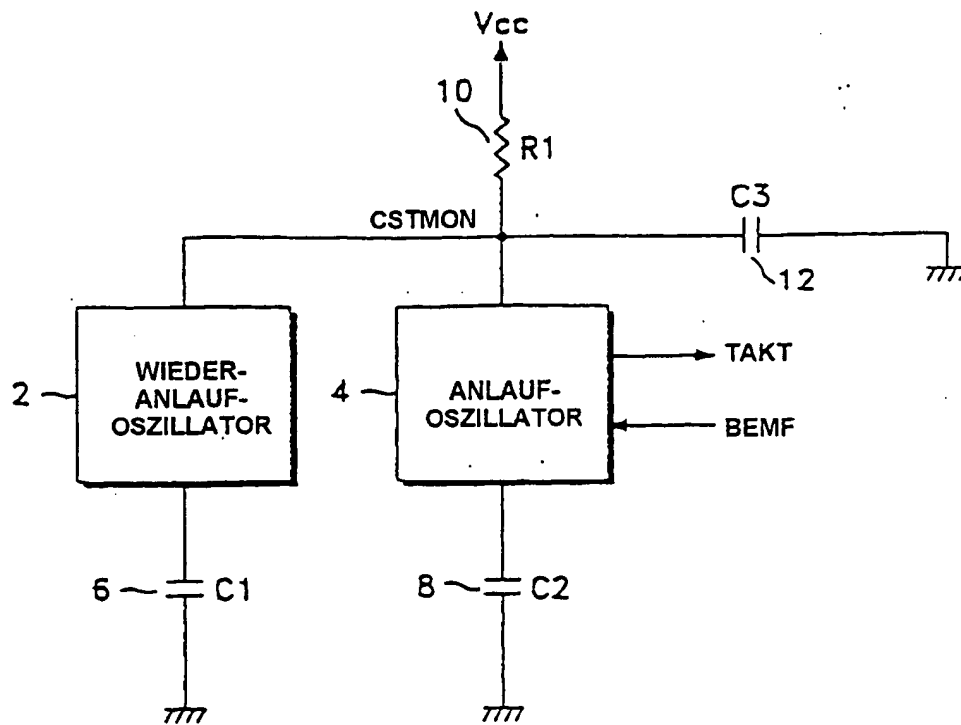 Vcc
10
R1
CSTMON
C3
12
2
WIEDER-
ANLAUF-
OSZILLATOR
4
ANLAUF-
OSZILLATOR
TAKT
BEMF
6
C1
8
C2